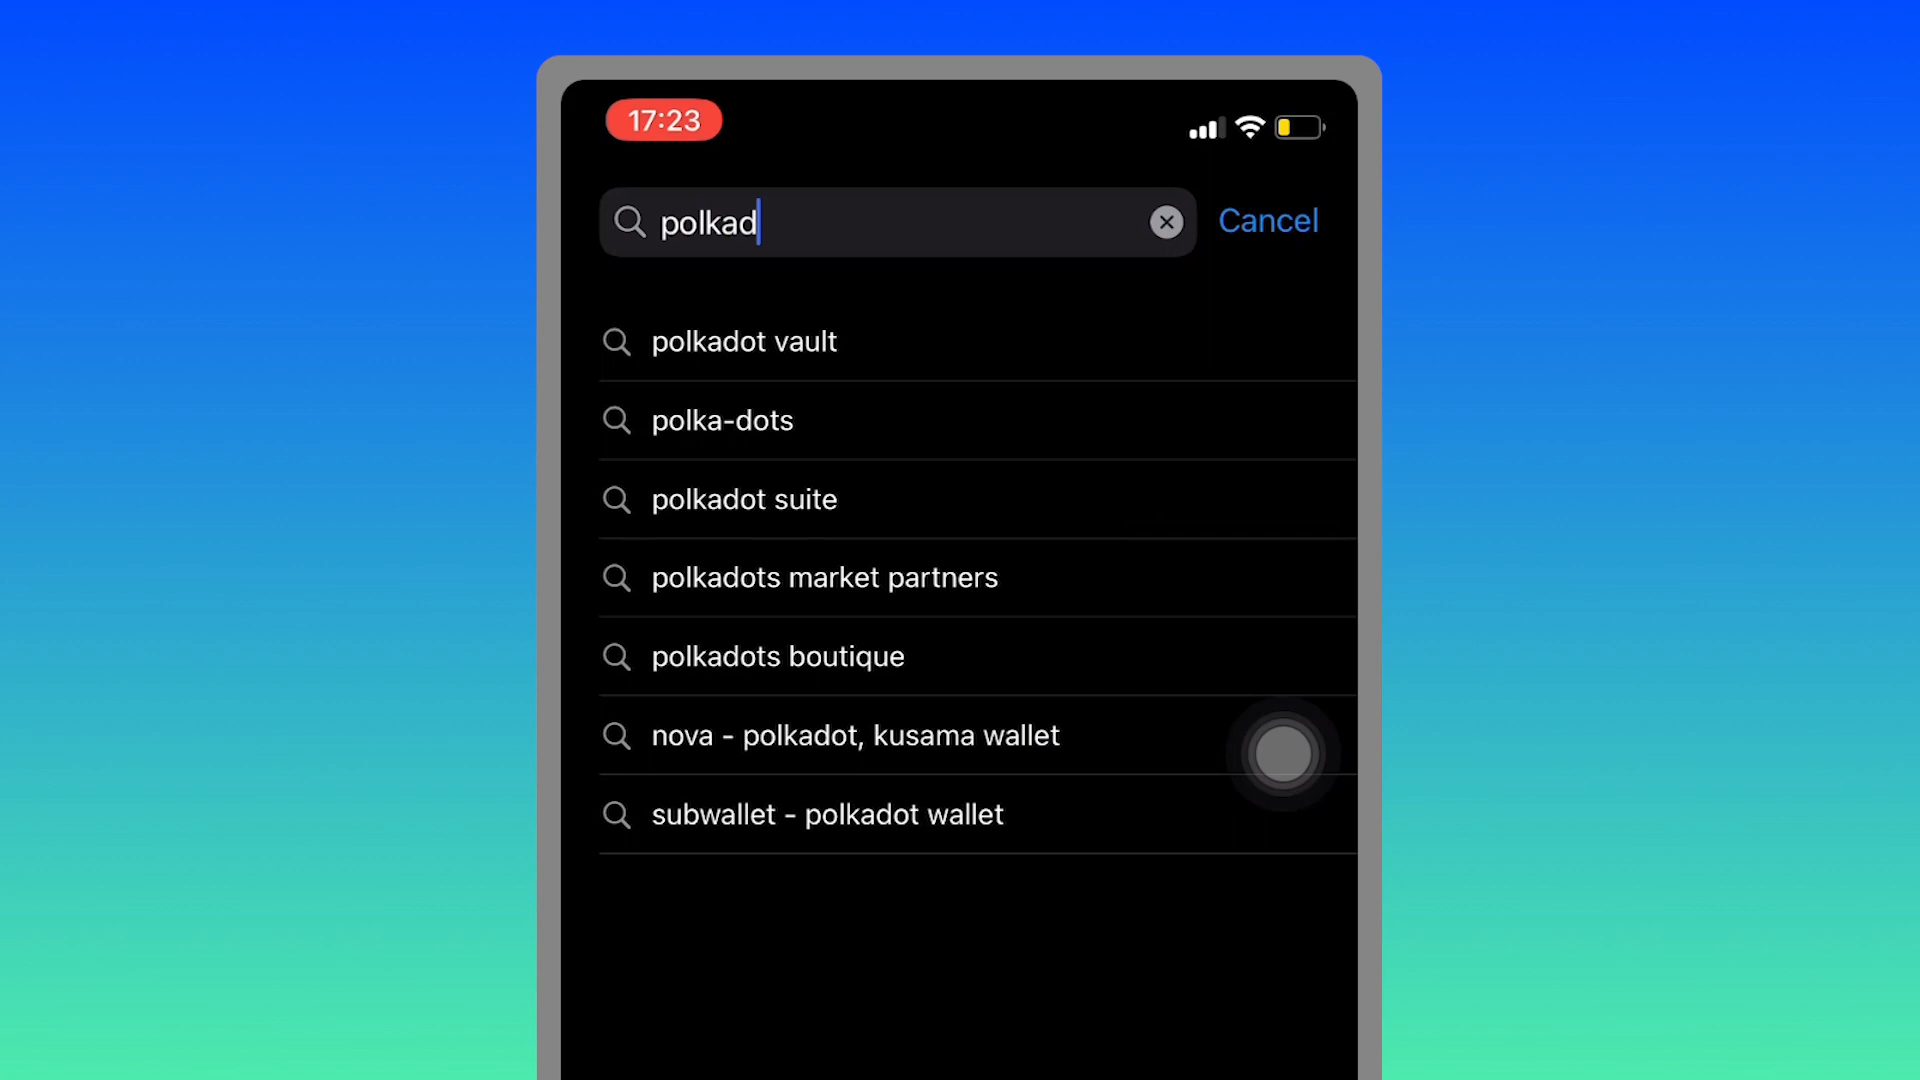 17:23
polkad
Cancel
polkadot vault
polka-dots
polkadot suite
polkadots market partners
polkadots boutique
nova - polkadot, kusama wallet
subwallet - polkadot wallet